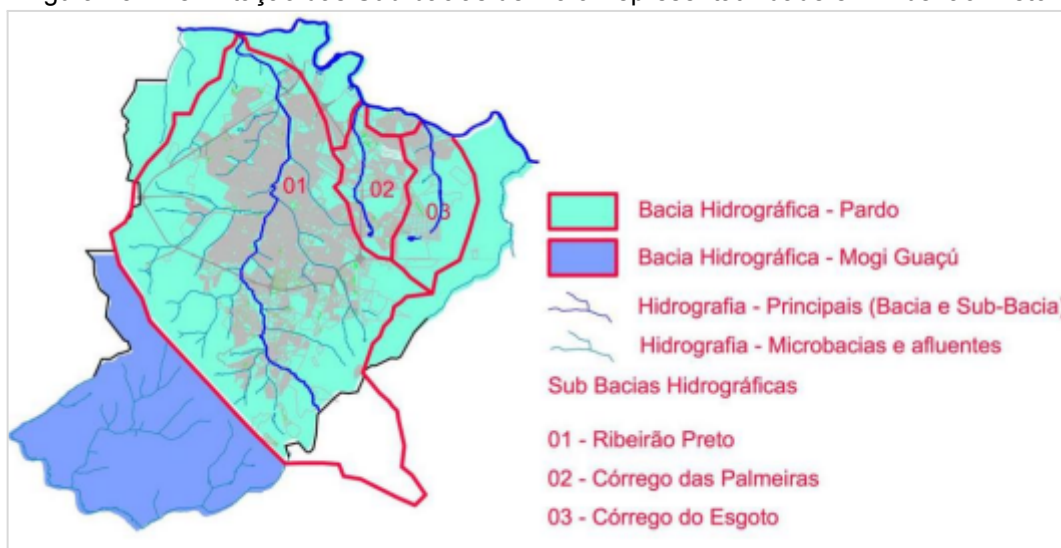 01
02
03
Bacia Hidrográfica - Pardo
Bacia Hidrográfica - Mogi Guaçú
Hidrografia - Principais (Bacia e Sub-Bacia)
Hidrografia - Microbacias e afluentes
Sub Bacias Hidrográficas
01 - Ribeirão Preto
02 - Córrego das Palmeiras
03 - Córrego do Esgoto